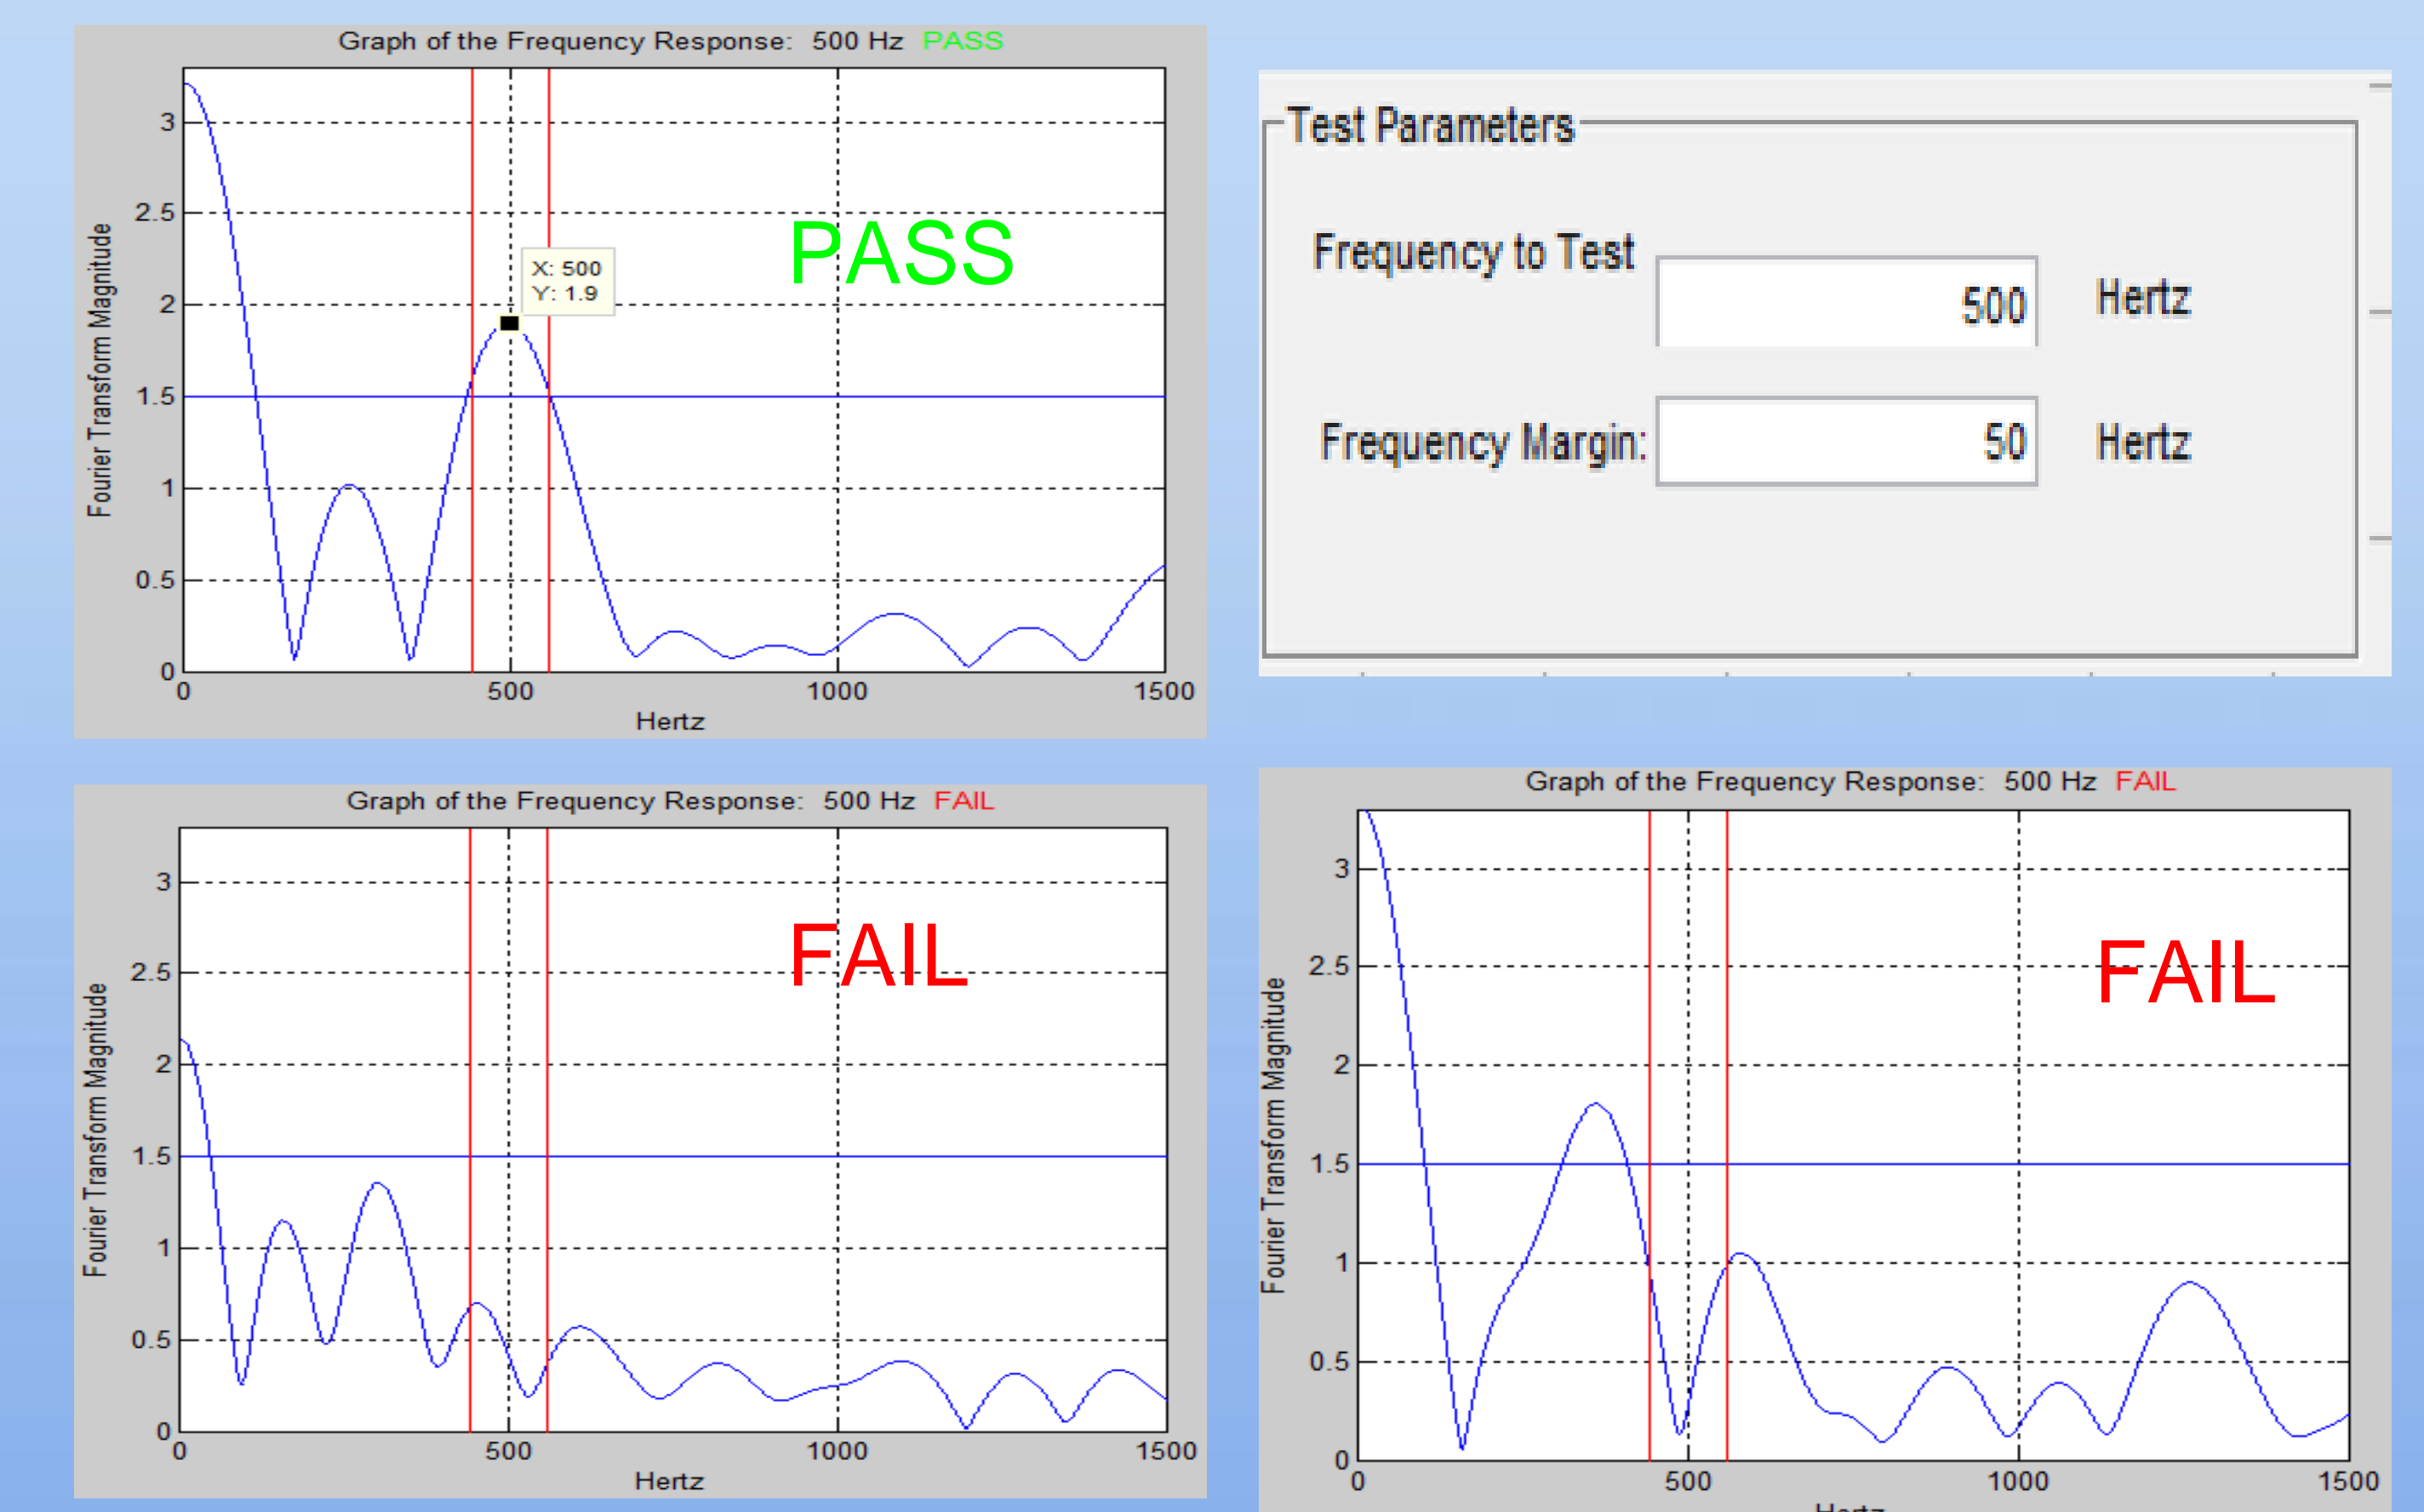 Graph of the Frequency Response: 500 Hz PASS
Fourier Transform Magnitude
3
2.5
2
1.5
1
0.5
0
PASS
X: 500
Y: 1.9
0 500 1000 1500
Hertz
Test Parameters
Frequency to Test 500 Hertz
Frequency Margin: 50 Hertz
Graph of the Frequency Response: 500 Hz FAIL
Fourier Transform Magnitude
3
2.5
2
1.5
1
0.5
0
FAIL
0 500 1000 1500
Hertz
Graph of the Frequency Response: 500 Hz FAIL
Fourier Transform Magnitude
3
2.5
2
1.5
1
0.5
0
FAIL
0 500 1000 1500
Hertz